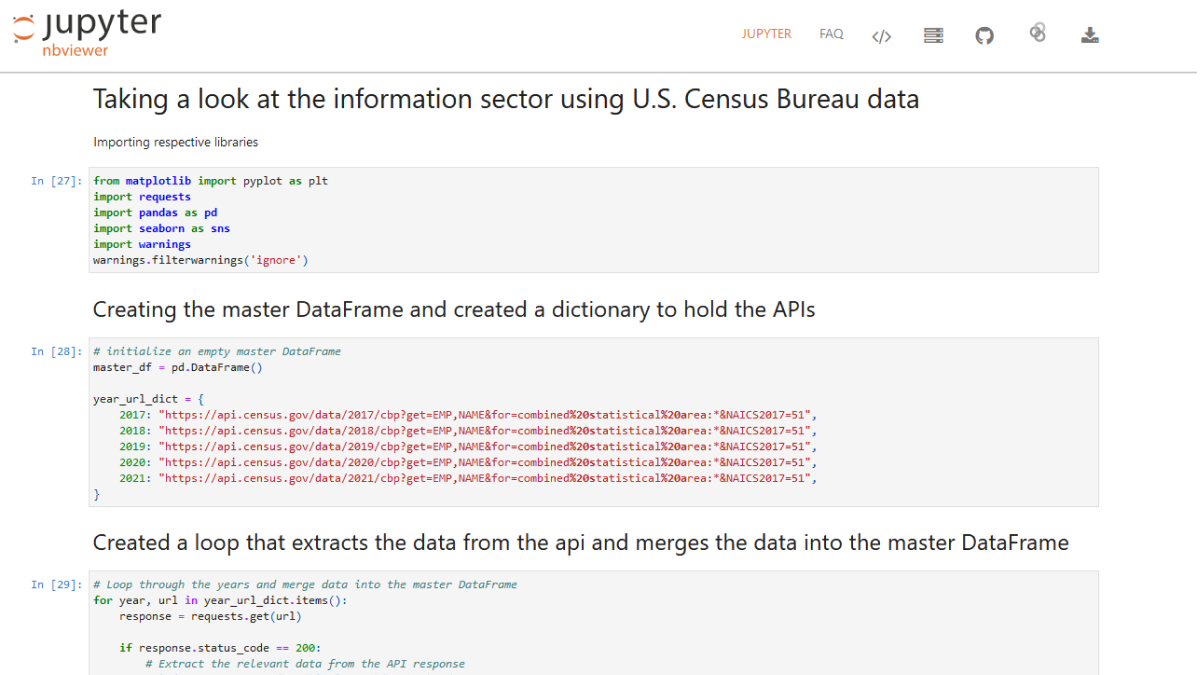 jupyter
nbviewer
JUPYTER FAQ </>
Taking a look at the information sector using U.S. Census Bureau data
Importing respective libraries
In [27]: from matplotlib import pyplot as plt
import requests
import pandas as pd
import seaborn as sns
import warnings
warnings.filterwarnings('ignore')
Creating the master DataFrame and created a dictionary to hold the APIs
In [28]: # initialize an empty master DataFrame
master_df = pd.DataFrame()
year_url_dict = {
2017: "https://api.census.gov/data/2017/cbp?get=EMP,NAME&for=combined%20statistical%20area:*&NAICS2017=51",
2018: "https://api.census.gov/data/2018/cbp?get=EMP,NAME&for=combined%20statistical%20area:*&NAICS2017=51",
2019: "https://api.census.gov/data/2019/cbp?get=EMP,NAME&for=combined%20statistical%20area:*&NAICS2017=51",
2020: "https://api.census.gov/data/2020/cbp?get=EMP,NAME&for=combined%20statistical%20area:*&NAICS2017=51",
2021: "https://api.census.gov/data/2021/cbp?get=EMP,NAME&for=combined%20statistical%20area:*&NAICS2017=51",
}
Created a loop that extracts the data from the api and merges the data into the master DataFrame
In [29]: # Loop through the years and merge data into the master DataFrame
for year, url in year_url_dict.items():
response = requests.get(url)
if response.status_code == 200:
# Extract the relevant data from the API response